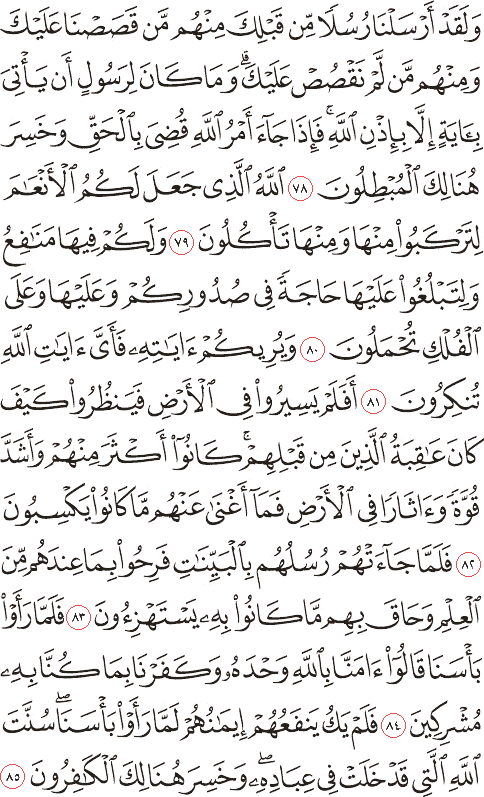 وَلَقَدْ أَرْسَلْنَا رُسُلًا مِّن قَبْلِكَ مِنْهُم مَّن قَصَصْنَا عَلَيْكَ
وَمِنْهُم مَّن لَّمْ نَقْصُصْ عَلَيْكَ ۗ وَمَا كَانَ لِرَسُولٍ أَن يَأْتِىَ
بِـَٔايَةٍ إِلَّا بِإِذْنِ ٱللَّهِ ۚ فَإِذَا جَآءَ أَمْرُ ٱللَّهِ قُضِىَ بِٱلْحَقِّ وَخَسِرَ
هُنَالِكَ ٱلْمُبْطِلُونَ ٧٨ ٱللَّهُ ٱلَّذِى جَعَلَ لَكُمُ ٱلْأَنْعَٰمَ
لِتَرْكَبُوا۟ مِنْهَا وَمِنْهَا تَأْكُلُونَ ٧٩ وَلَكُمْ فِيهَا مَنَٰفِعُ
وَلِتَبْلُغُوا۟ عَلَيْهَا حَاجَةً فِى صُدُورِكُمْ وَعَلَيْهَا وَعَلَى
ٱلْفُلْكِ تُحْمَلُونَ ٨٠ وَيُرِيكُمْ ءَايَٰتِهِۦ فَأَىَّ ءَايَٰتِ ٱللَّهِ
تُنكِرُونَ ٨١ أَفَلَمْ يَسِيرُوا۟ فِى ٱلْأَرْضِ فَيَنظُرُوا۟ كَيْفَ
كَانَ عَٰقِبَةُ ٱلَّذِينَ مِن قَبْلِهِمْ ۚ كَانُوٓا۟ أَكْثَرَ مِنْهُمْ وَأَشَدَّ
قُوَّةً وَءَاثَارًا فِى ٱلْأَرْضِ فَمَآ أَغْنَىٰ عَنْهُم مَّا كَانُوا۟ يَكْسِبُونَ
٨٢ فَلَمَّا جَآءَتْهُمْ رُسُلُهُم بِٱلْبَيِّنَٰتِ فَرِحُوا۟ بِمَا عِندَهُم مِّنَ
ٱلْعِلْمِ وَحَاقَ بِهِم مَّا كَانُوا۟ بِهِۦ يَسْتَهْزِءُونَ ٨٣ فَلَمَّا رَأَوْا۟
بَأْسَنَا قَالُوٓا۟ ءَامَنَّا بِٱللَّهِ وَحْدَهُۥ وَكَفَرْنَا بِمَا كُنَّا بِهِۦ
مُشْرِكِينَ ٨٤ فَلَمْ يَكُ يَنفَعُهُمْ إِيمَٰنُهُمْ لَمَّا رَأَوْا۟ بَأْسَنَا ۖ سُنَّتَ
ٱللَّهِ ٱلَّتِى قَدْ خَلَتْ فِى عِبَادِهِۦ ۖ وَخَسِرَ هُنَالِكَ ٱلْكَٰفِرُونَ ٨٥